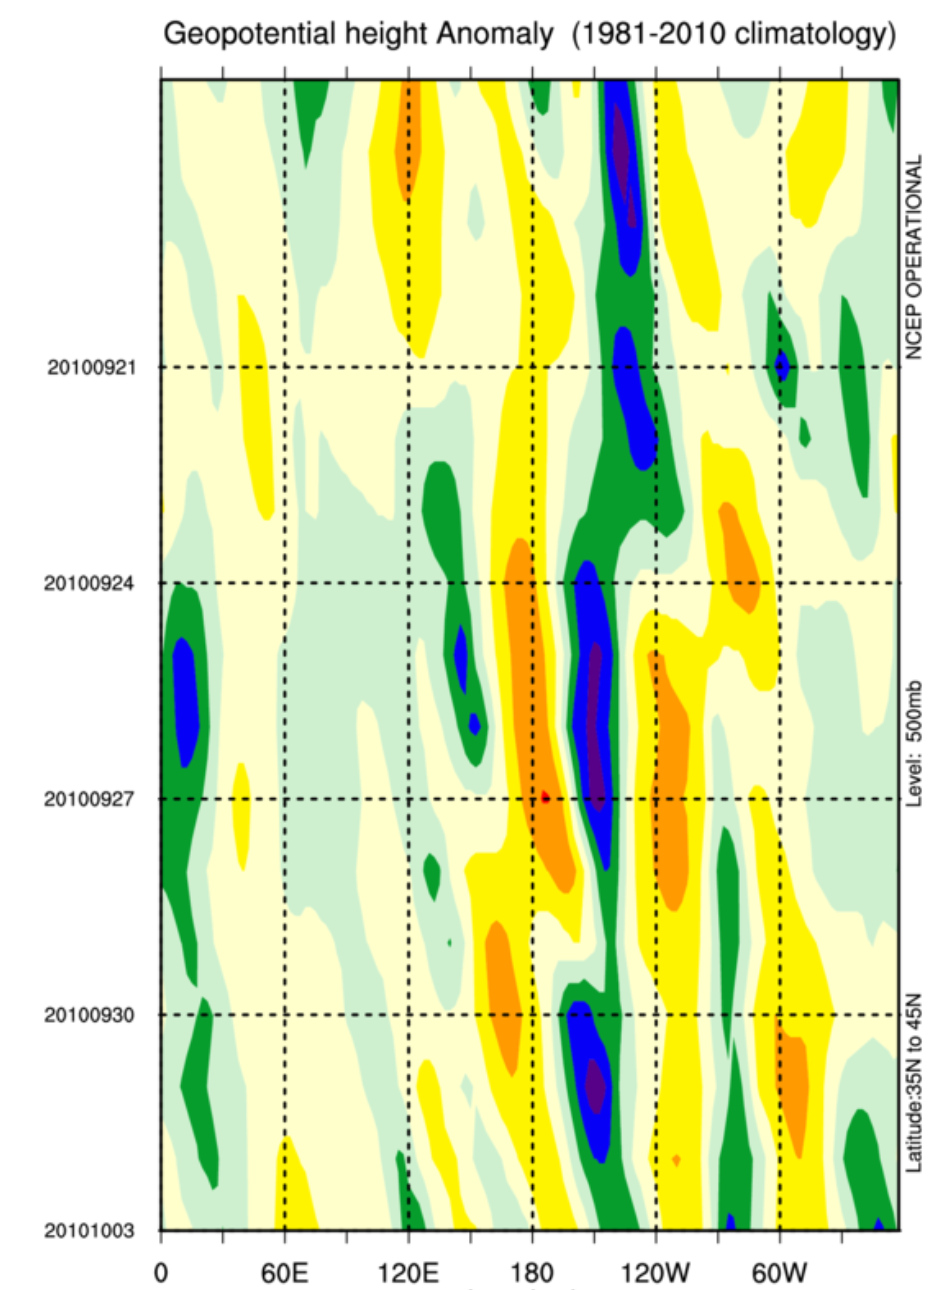 Geopotential height Anomaly (1981-2010 climatology)
NCEP OPERATIONAL
20100921
20100924
Level: 500mb
20100927
20100930
Latitude:35N to 45N
20101003
0 60E 120E 180 120W 60W